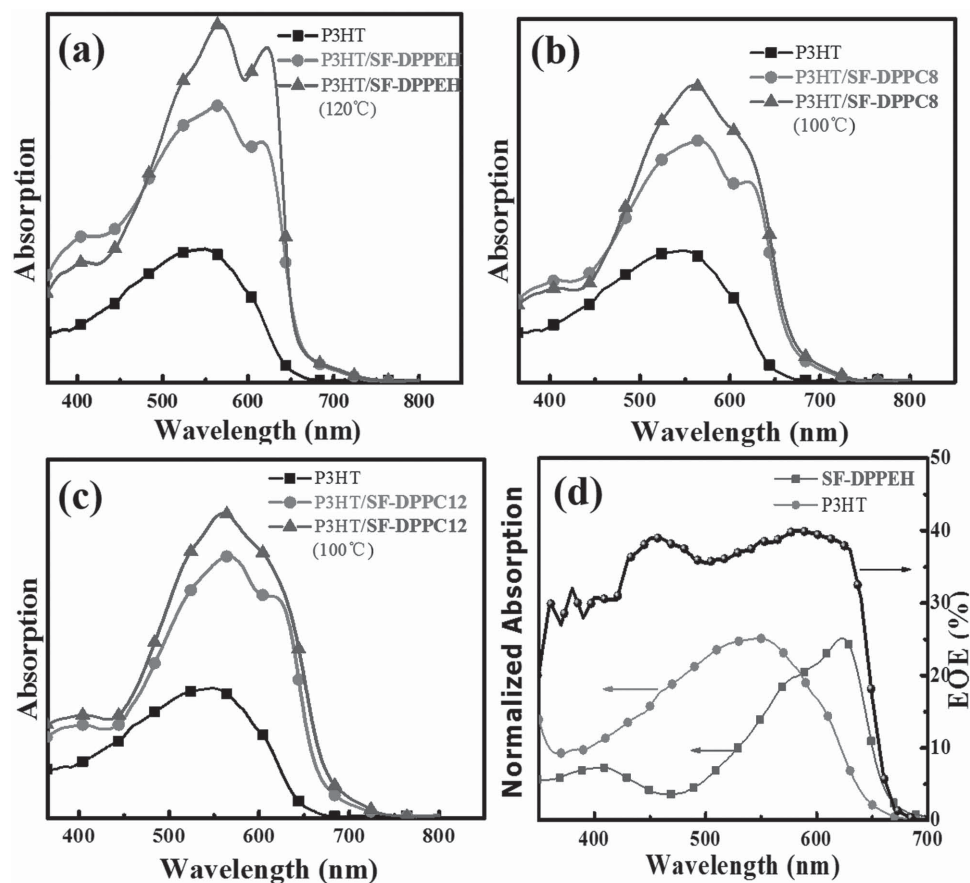 (a)
P3HT
P3HT/SF-DPPEH
P3HT/SF-DPPEH
(120℃)
Absorption
400 500 600 700 800
Wavelength (nm)
(b)
P3HT
P3HT/SF-DPPC8
P3HT/SF-DPPC8
(100℃)
Absorption
400 500 600 700 800
Wavelength (nm)
(c)
P3HT
P3HT/SF-DPPC12
P3HT/SF-DPPC12
(100℃)
Absorption
400 500 600 700 800
Wavelength (nm)
(d)
SF-DPPEH
P3HT
Normalized Absorption
50
40
30
20
10
0
EQE (%)
400 500 600 700
Wavelength (nm)